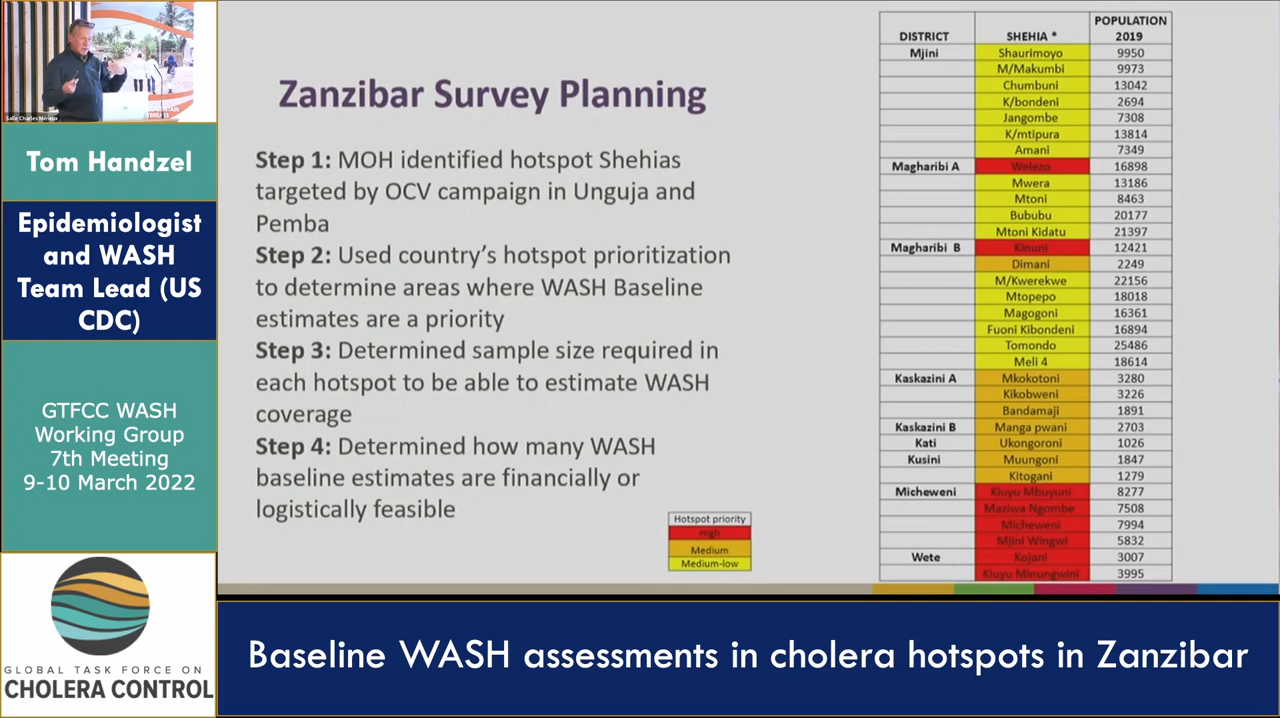 Salle Charles Mérieux
Tom Handzel
Epidemiologist
and WASH
Team Lead (US
CDC)
GTFCC WASH
Working Group
7th Meeting
9-10 March 2022
GLOBAL TASK FORCE ON
CHOLERA CONTROL
Zanzibar Survey Planning
Step 1: MOH identified hotspot Shehias
targeted by OCV campaign in Unguja and
Pemba
Step 2: Used country's hotspot prioritization
to determine areas where WASH Baseline
estimates are a priority
Step 3: Determined sample size required in
each hotspot to be able to estimate WASH
coverage
Step 4: Determined how many WASH
baseline estimates are financially or
logistically feasible
Hotspot priority
High
Medium
Medium-low
DISTRICT SHEHIA * POPULATION 2019
Mjini Shaurimoyo 9950
M/Makumbi 9973
Chumbuni 13042
K/bondeni 2694
Jangombe 7308
K/mtipura 13814
Amani 7349
Magharibi A Welezo 16898
Mwera 13186
Mtoni 8463
Bububu 20177
Mtoni Kidatu 21397
Magharibi B Kinuni 12421
Dimani 2249
M/Kwerekwe 22156
Mtopepo 18018
Magogoni 16361
Fuoni Kibondeni 16894
Tomondo 25486
Meli 4 18614
Kaskazini A Mkokotoni 3280
Kikobweni 3226
Bandamaji 1891
Kaskazini B Manga pwani 2703
Kati Ukongoroni 1026
Kusini Muungoni 1847
Kitogani 1279
Micheweni Kiuyu Mbuyuni 8277
Maziwa Ngombe 7508
Micheweni 7994
Mjini Wingwi 5832
Wete Kojani 3007
Kiuyu Minungwini 3995
Baseline WASH assessments in cholera hotspots in Zanzibar